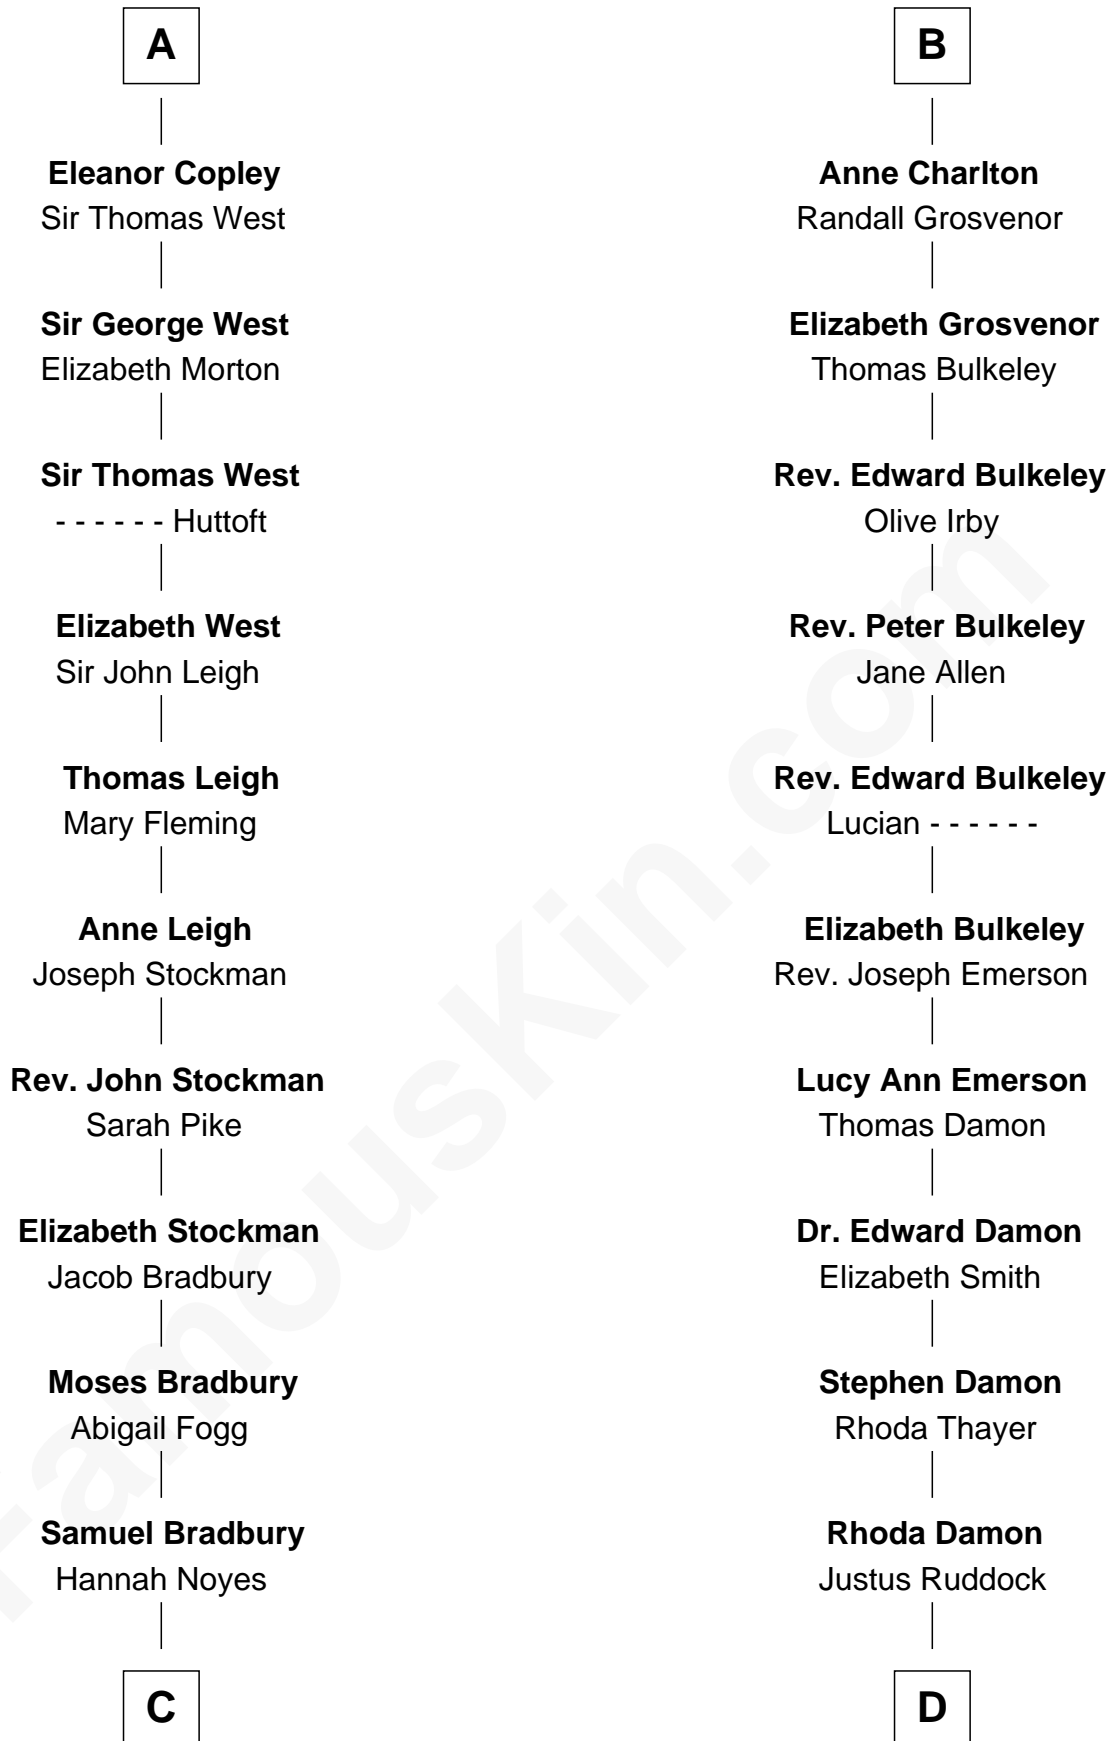 A
Eleanor Copley
Sir Thomas West
Sir George West
Elizabeth Morton
Sir Thomas West
- - - - - - Huttoft
Elizabeth West
Sir John Leigh
Thomas Leigh
Mary Fleming
Anne Leigh
Joseph Stockman
Rev. John Stockman
Sarah Pike
Elizabeth Stockman
Jacob Bradbury
Moses Bradbury
Abigail Fogg
Samuel Bradbury
Hannah Noyes
C
B
Anne Charlton
Randall Grosvenor
Elizabeth Grosvenor
Thomas Bulkeley
Rev. Edward Bulkeley
Olive Irby
Rev. Peter Bulkeley
Jane Allen
Rev. Edward Bulkeley
Lucian - - - - - -
Elizabeth Bulkeley
Rev. Joseph Emerson
Lucy Ann Emerson
Thomas Damon
Dr. Edward Damon
Elizabeth Smith
Stephen Damon
Rhoda Thayer
Rhoda Damon
Justus Ruddock
D
FamousKin.com